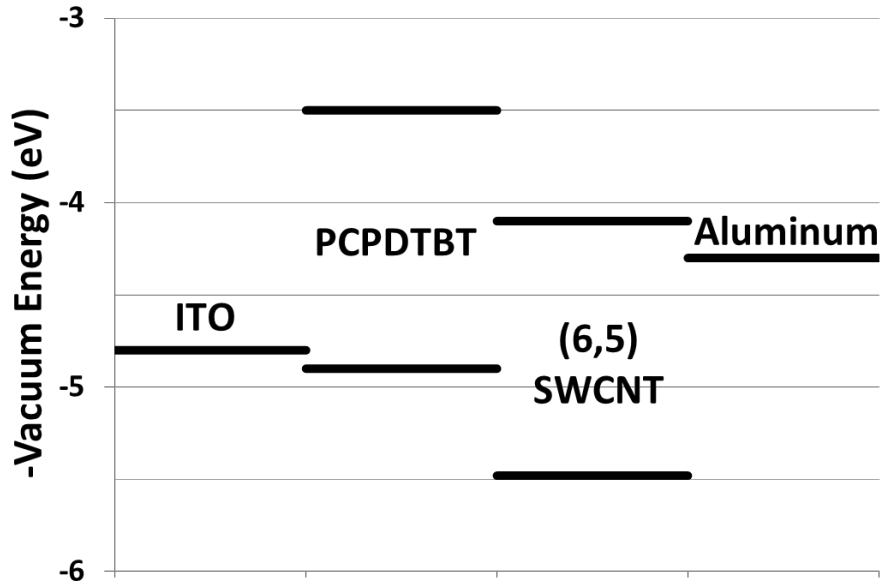 -Vacuum Energy (eV)
-3
-4
-5
-6
ITO
PCPDTBT
(6,5)
SWCNT
Aluminum